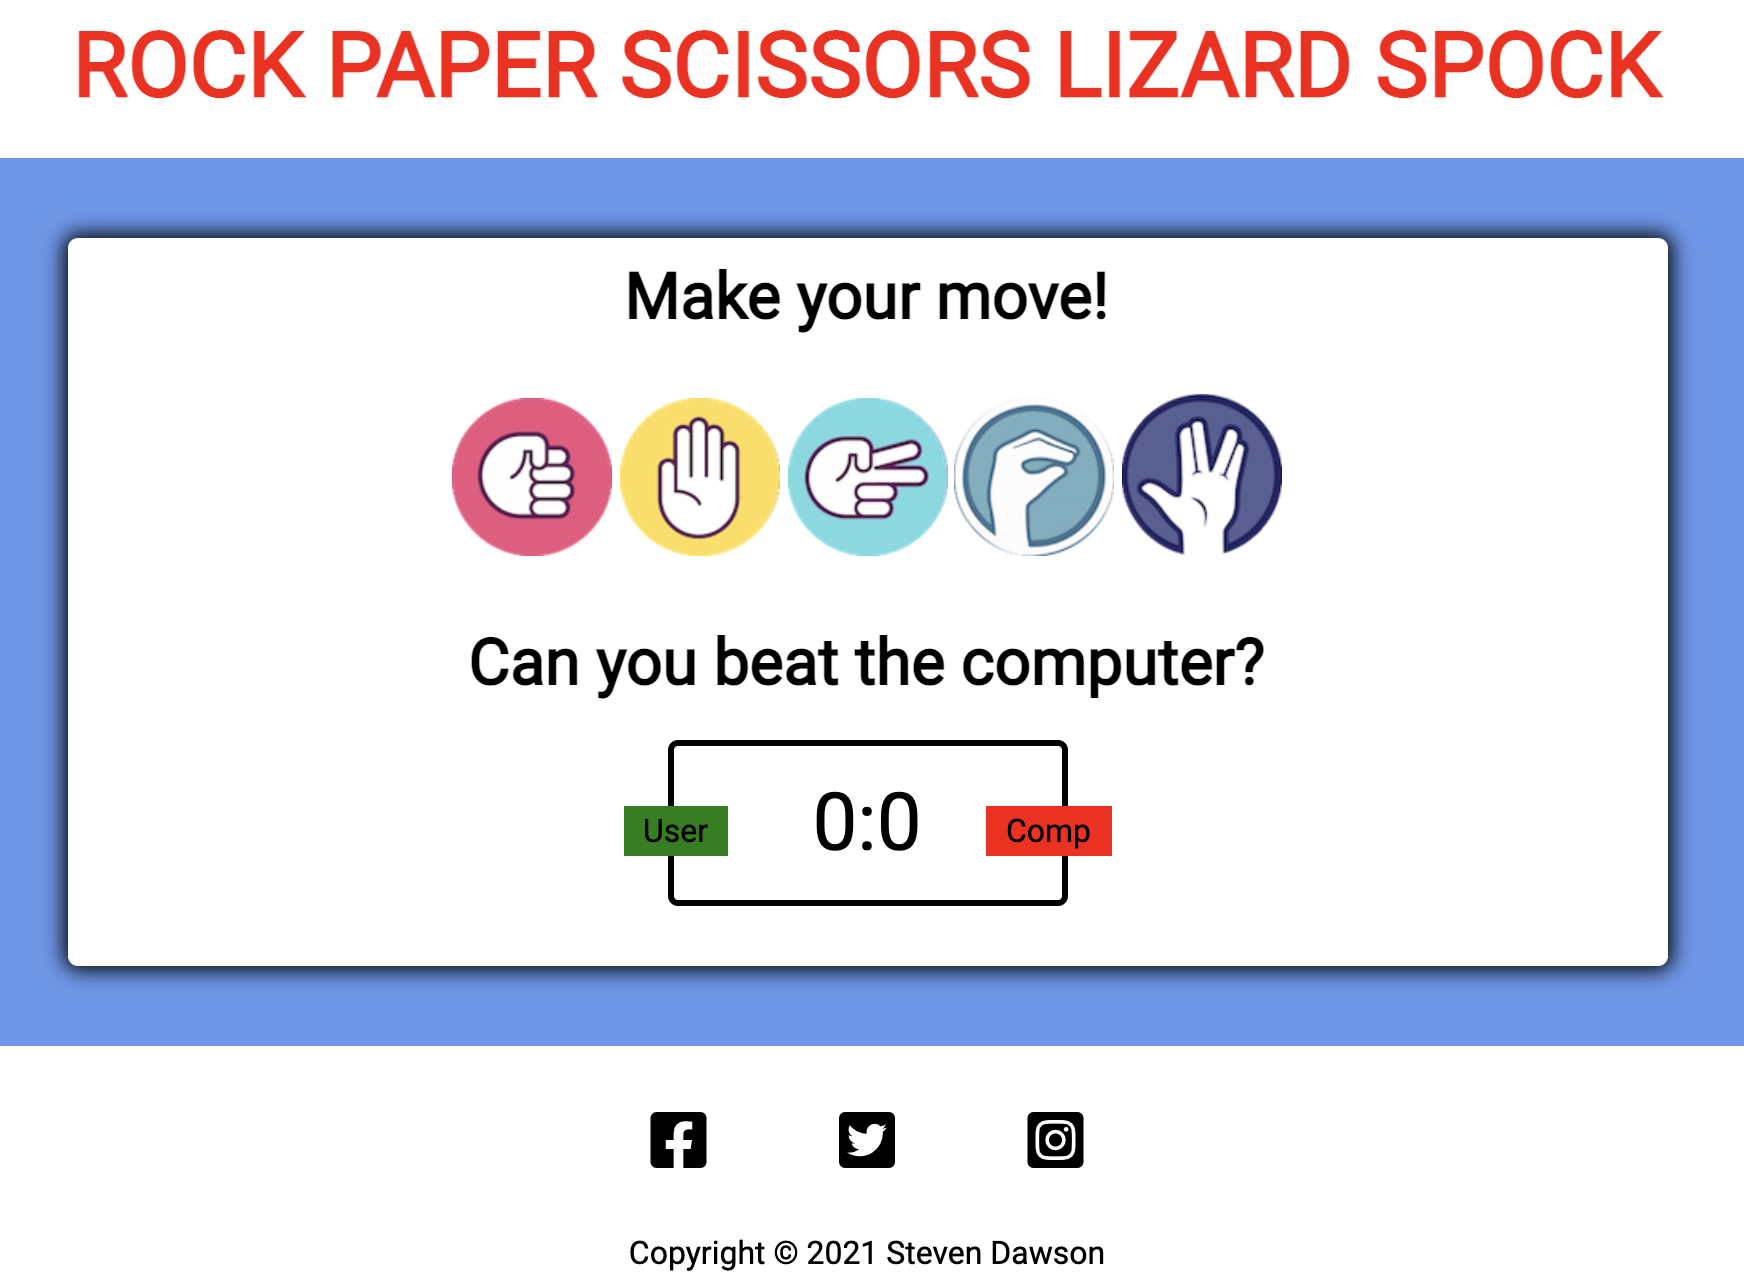 ROCK PAPER SCISSORS LIZARD SPOCK
Make your move!
Can you beat the computer?
User 0:0 Comp
Copyright © 2021 Steven Dawson